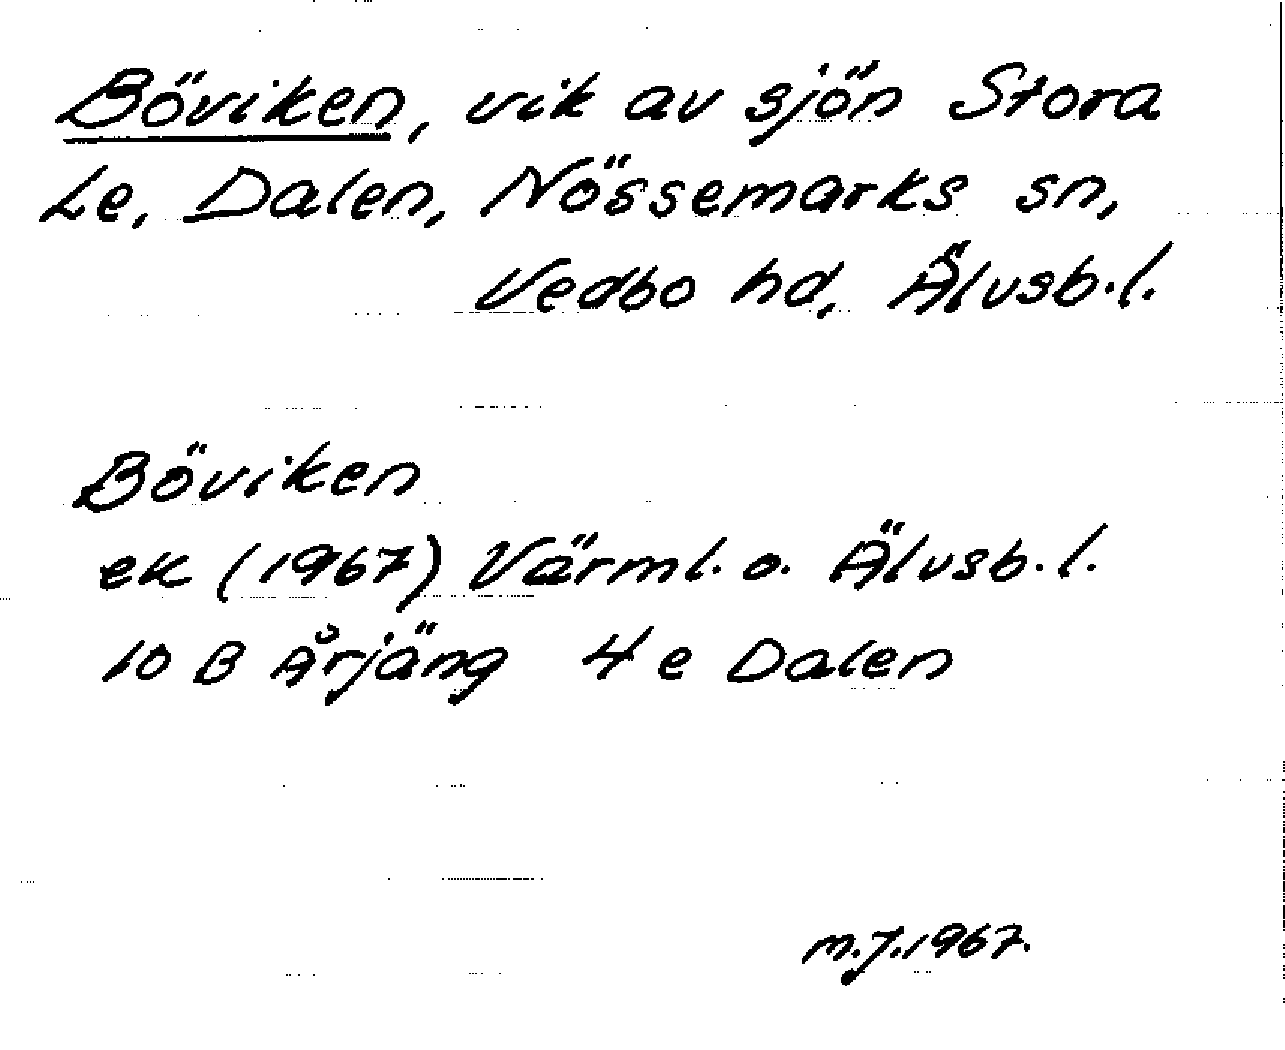 Böviken, vik av sjön Stora
Le, Dalen, Nössemarks sn,
Vedbo hd, Älvsb.l.
Böviken
ek (1967) Värml. o. Älvsb.l.
10 B Årjäng 4e Dalen
M.J.1967.